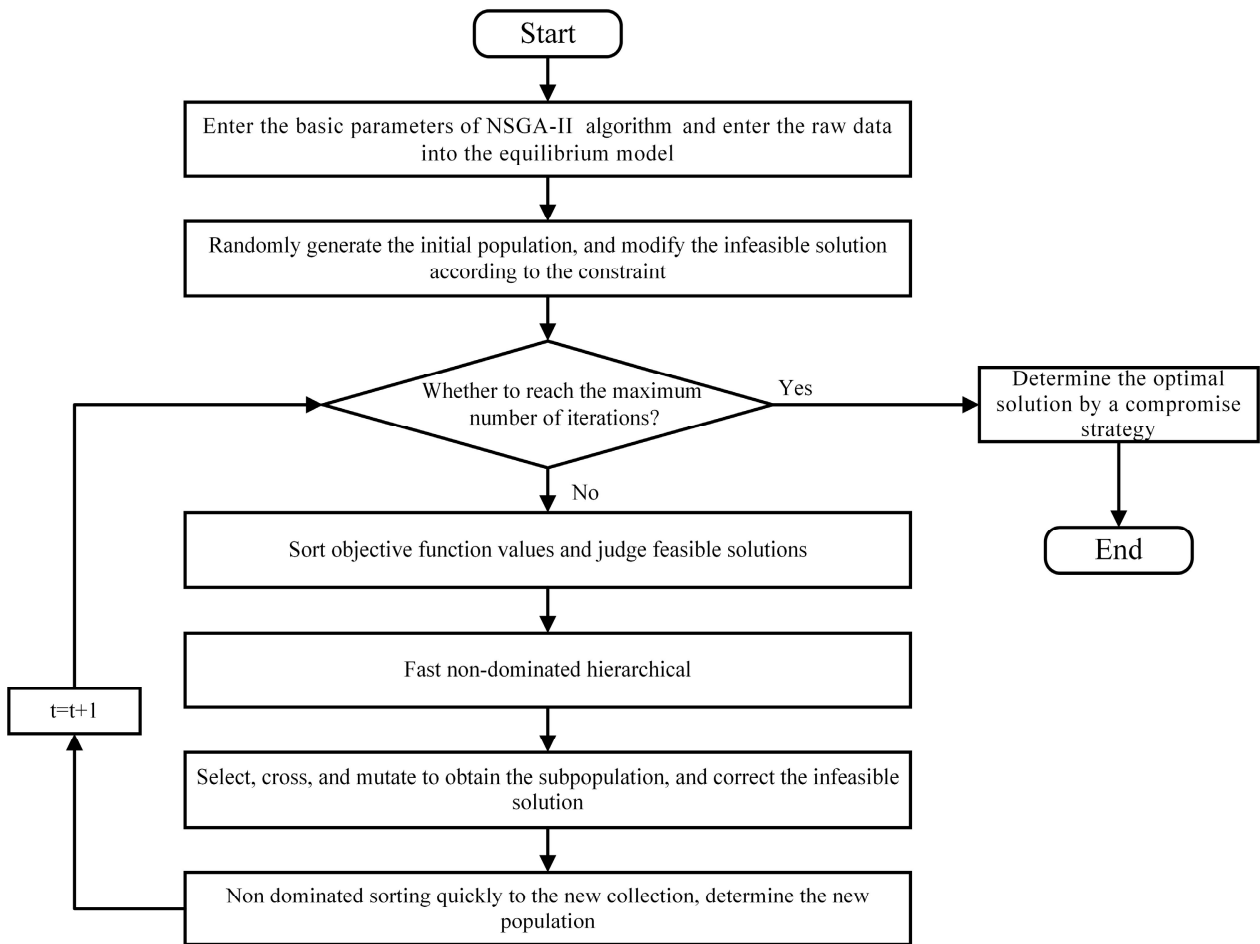 Start
Enter the basic parameters of NSGA-II algorithm and enter the raw data
into the equilibrium model
Randomly generate the initial population, and modify the infeasible solution
according to the constraint
Whether to reach the maximum
number of iterations?
Yes
Determine the optimal
solution by a compromise
strategy
No
End
Sort objective function values and judge feasible solutions
Fast non-dominated hierarchical
t=t+1
Select, cross, and mutate to obtain the subpopulation, and correct the infeasible
solution
Non dominated sorting quickly to the new collection, determine the new
population